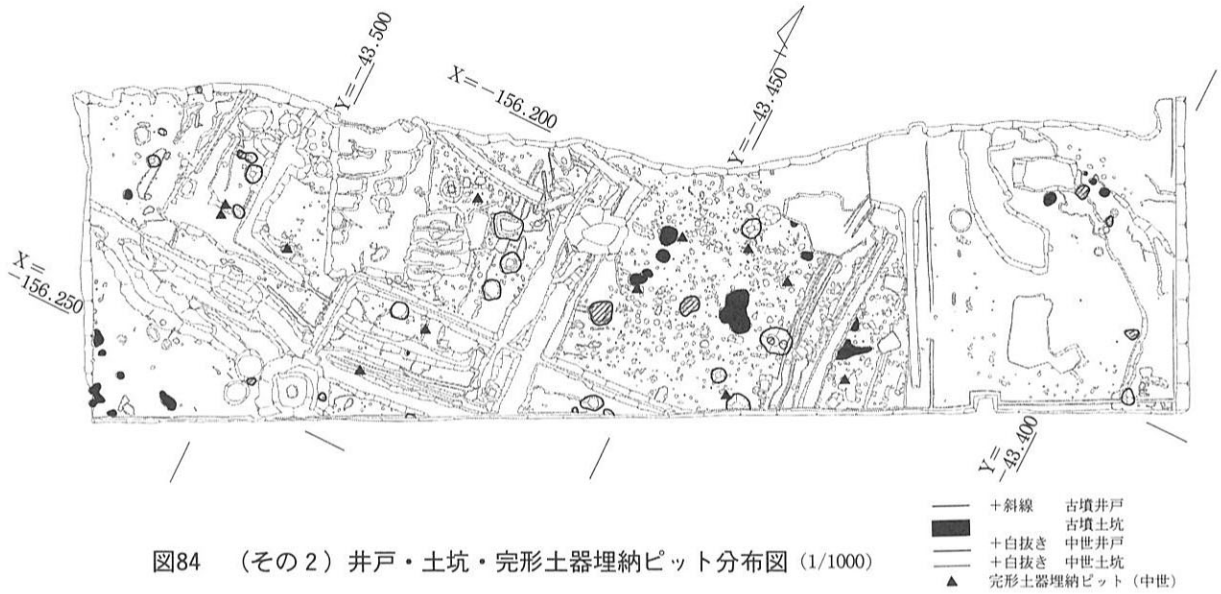 Y=-43.500
X=-156.200
Y=-43.450
X=
-156.250
Y=
-43.400
+斜線 古墳井戸
古墳土坑
+白抜き 中世井戸
+白抜き 中世土坑
▲ 完形土器埋納ピット（中世）
図84 （その2）井戸・土坑・完形土器埋納ピット分布図 (1/1000)